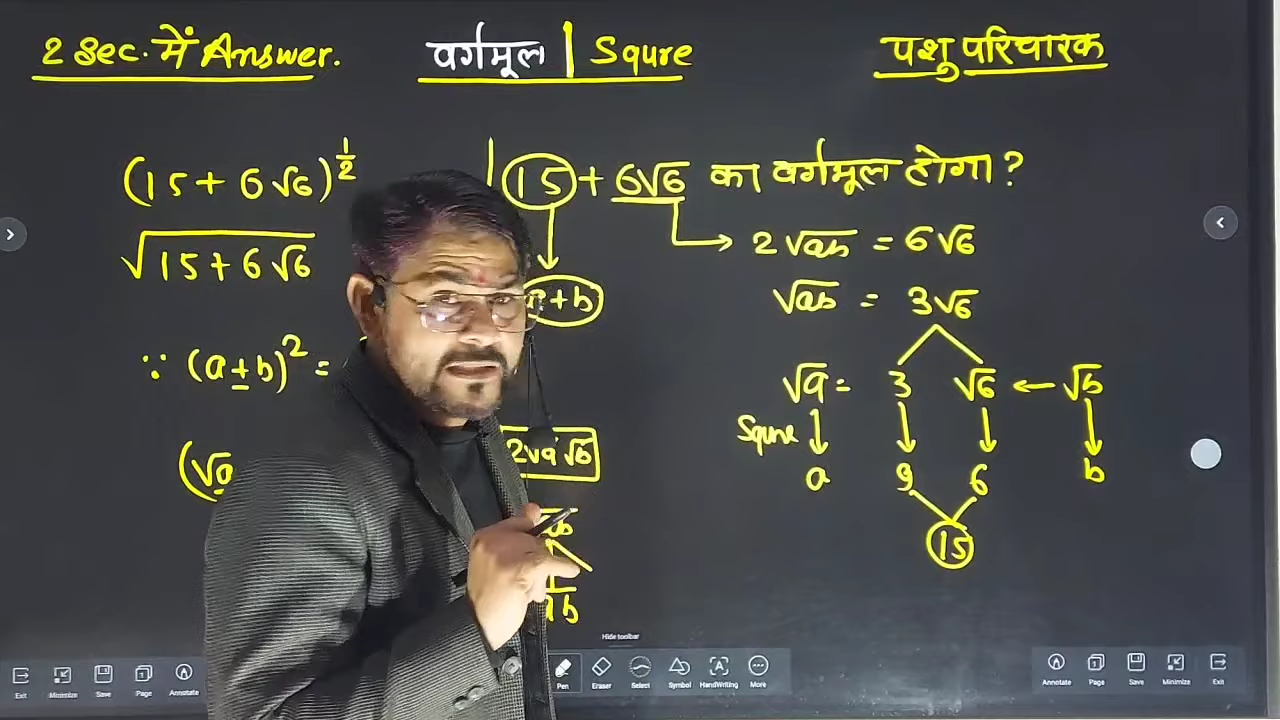 2 Sec. में Answer.
वर्गमूल | Squre
पशु परिचारक
(15 + 6√6)^1/2
√15 + 6√6
∵ (a ± b)² =
(√a
15 + 6√6 का वर्गमूल होगा ?
a + b
2√a √b
ab
2√ab = 6√6
√ab = 3√6
√a = 3 √6 ← √b
Squre
a 9 6 b
15
Hide toolbar
Exit Minimize Save Page Annotate Pen Eraser Select Symbol HandWriting More Annotate Page Save Minimize Exit